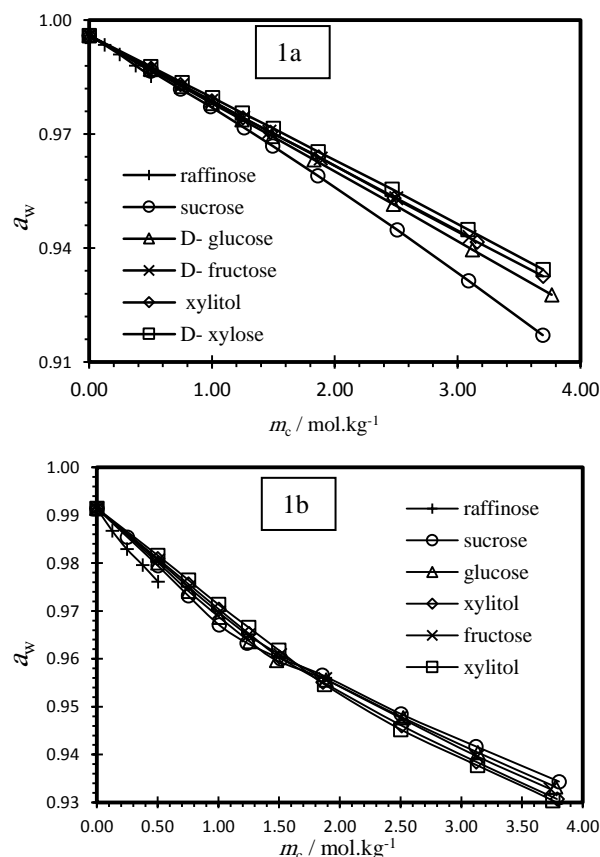 1.00
0.97
0.94
0.91
a_w
1a
raffinose
sucrose
D- glucose
D- fructose
xylitol
D- xylose
0.00 1.00 2.00 3.00 4.00
m_c / mol.kg⁻¹
1.00
0.99
0.98
0.97
0.96
0.95
0.94
0.93
a_w
1b
raffinose
sucrose
glucose
xylitol
fructose
xylitol
0.00 0.50 1.00 1.50 2.00 2.50 3.00 3.50 4.00
m_c / mol.kg⁻¹